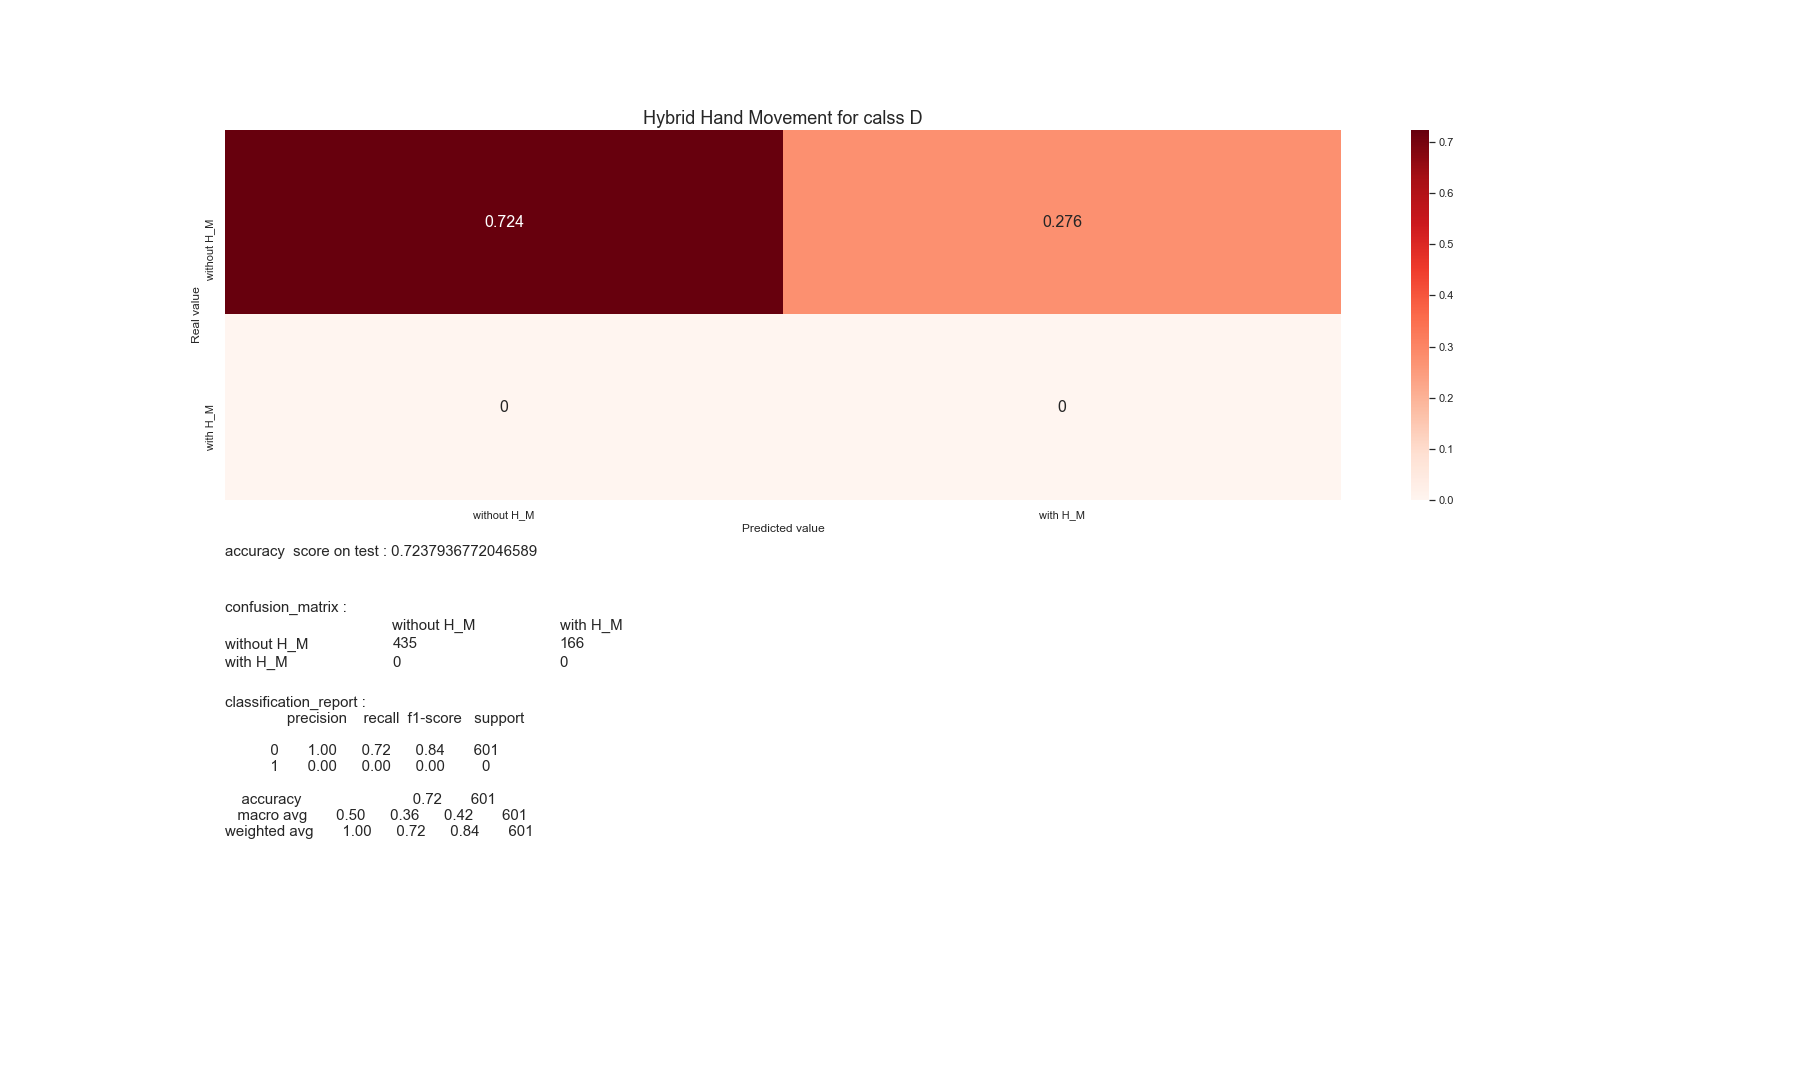 Hybrid Hand Movement for calss D
0.724 0.276
0 0
without H_M
with H_M
Real value
without H_M with H_M
Predicted value
0.7
0.6
0.5
0.4
0.3
0.2
0.1
0.0
accuracy  score on test : 0.7237936772046589
confusion_matrix :
without H_M with H_M
without H_M 435 166
with H_M 0 0
classification_report :
precision recall f1-score support
0 1.00 0.72 0.84 601
1 0.00 0.00 0.00 0
accuracy 0.72 601
macro avg 0.50 0.36 0.42 601
weighted avg 1.00 0.72 0.84 601